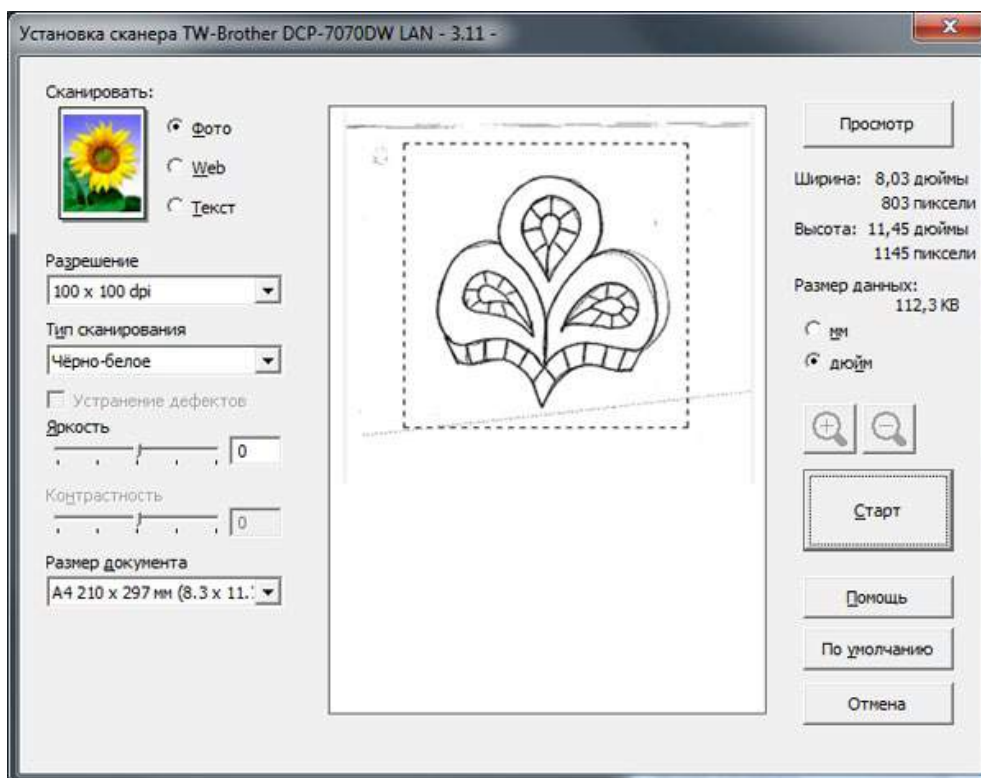 Установка сканера TW-Brother DCP-7070DW LAN - 3.11 -
Сканировать:
Фото
Web
Текст
Разрешение
100 x 100 dpi
Тип сканирования
Чёрно-белое
Устранение дефектов
Яркость
0
Контрастность
0
Размер документа
A4 210 x 297 мм (8.3 x 11.
Просмотр
Ширина: 8,03 дюймы
803 пиксели
Высота: 11,45 дюймы
1145 пиксели
Размер данных:
112,3 KB
мм
дюйм
Старт
Помощь
По умолчанию
Отмена